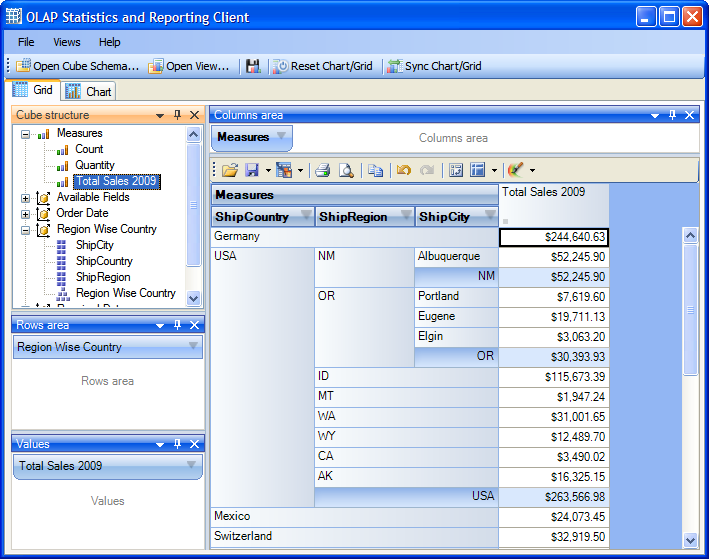 OLAP Statistics and Reporting Client
File Views Help
Open Cube Schema... Open View... Reset Chart/Grid Sync Chart/Grid
Grid Chart
Cube structure
Measures
Count
Quantity
Total Sales 2009
Available Fields
Order Date
Region Wise Country
ShipCity
ShipCountry
ShipRegion
Region Wise Country
Rows area
Region Wise Country
Rows area
Values
Total Sales 2009
Values
Columns area
Measures Columns area
Measures Total Sales 2009
ShipCountry ShipRegion ShipCity
Germany $244,640.63
USA NM Albuquerque $52,245.90
NM $52,245.90
OR Portland $7,619.60
Eugene $19,711.13
Elgin $3,063.20
OR $30,393.93
ID $115,673.39
MT $1,947.24
WA $31,001.65
WY $12,489.70
CA $3,490.02
AK $16,325.15
USA $263,566.98
Mexico $24,073.45
Switzerland $32,919.50